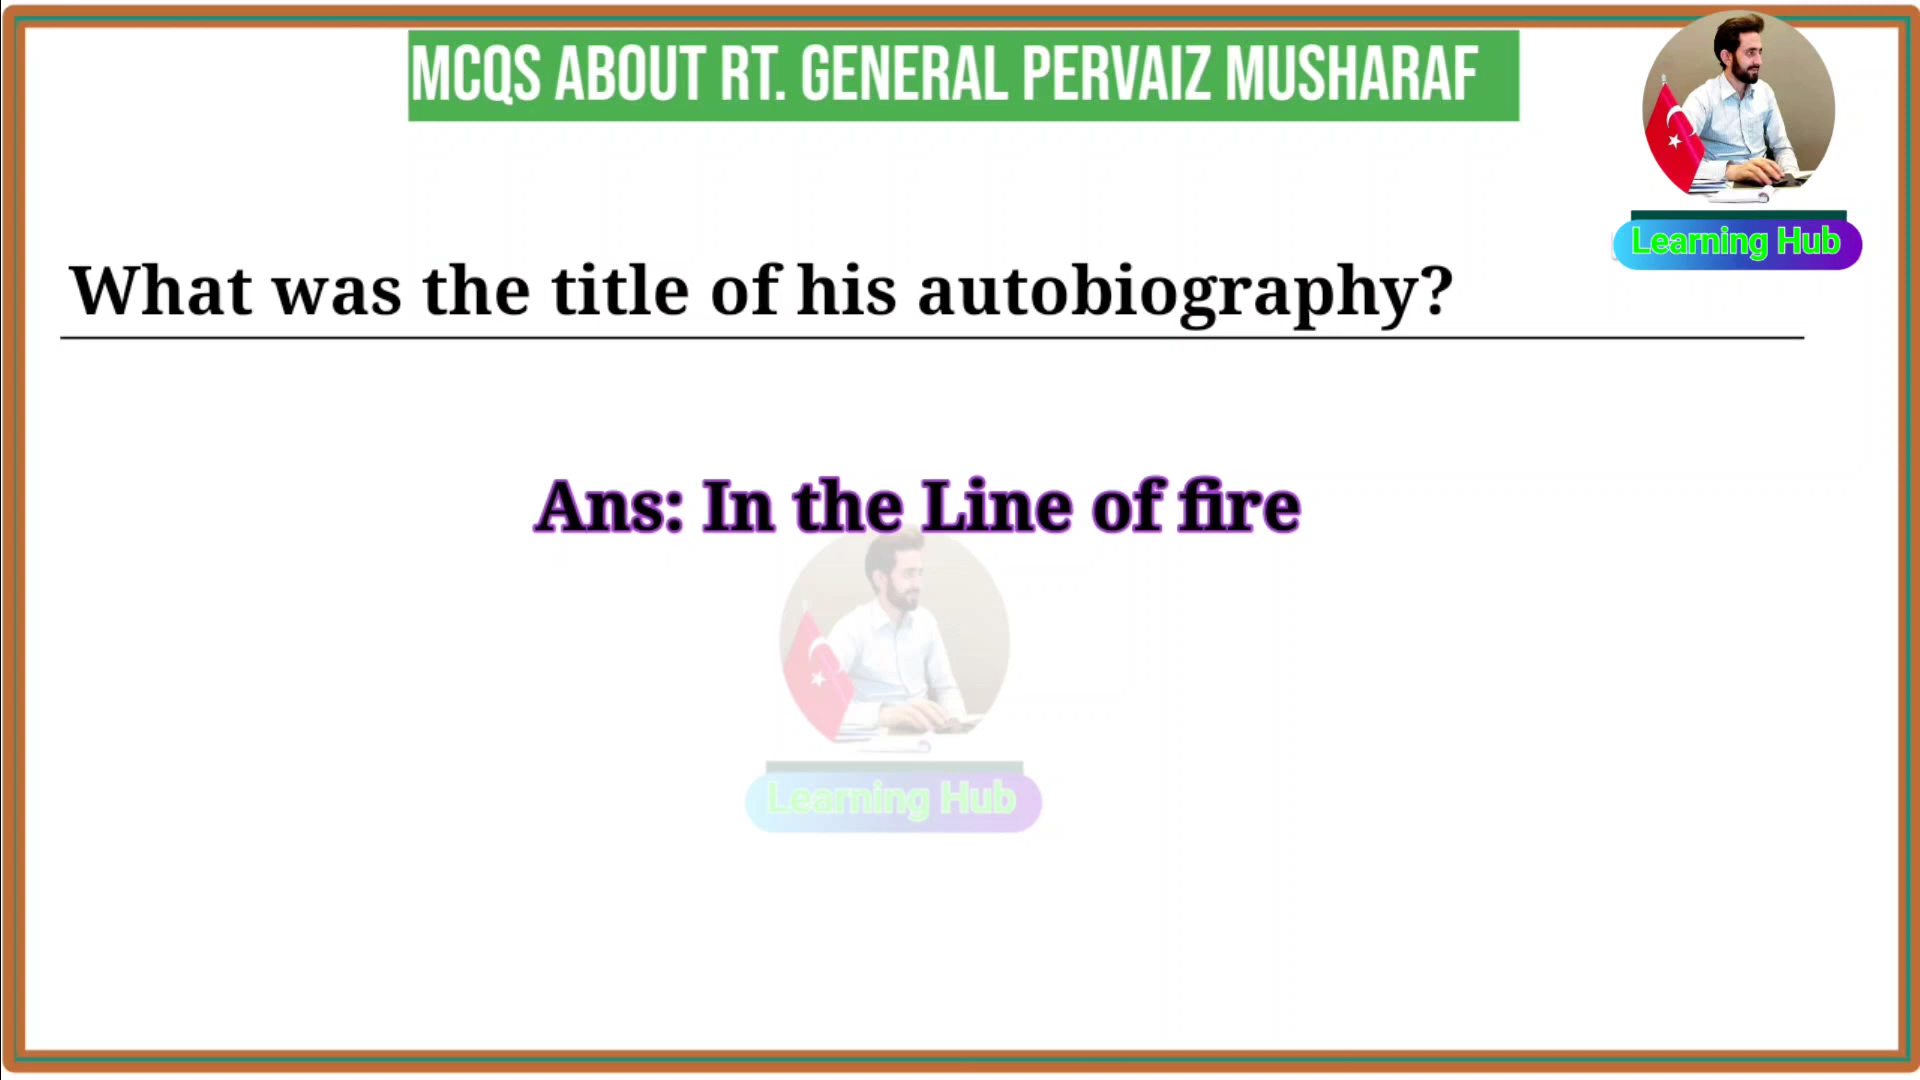 MCQS ABOUT RT. GENERAL PERVAIZ MUSHARAF
Learning Hub
What was the title of his autobiography?
Ans: In the Line of fire
Learning Hub